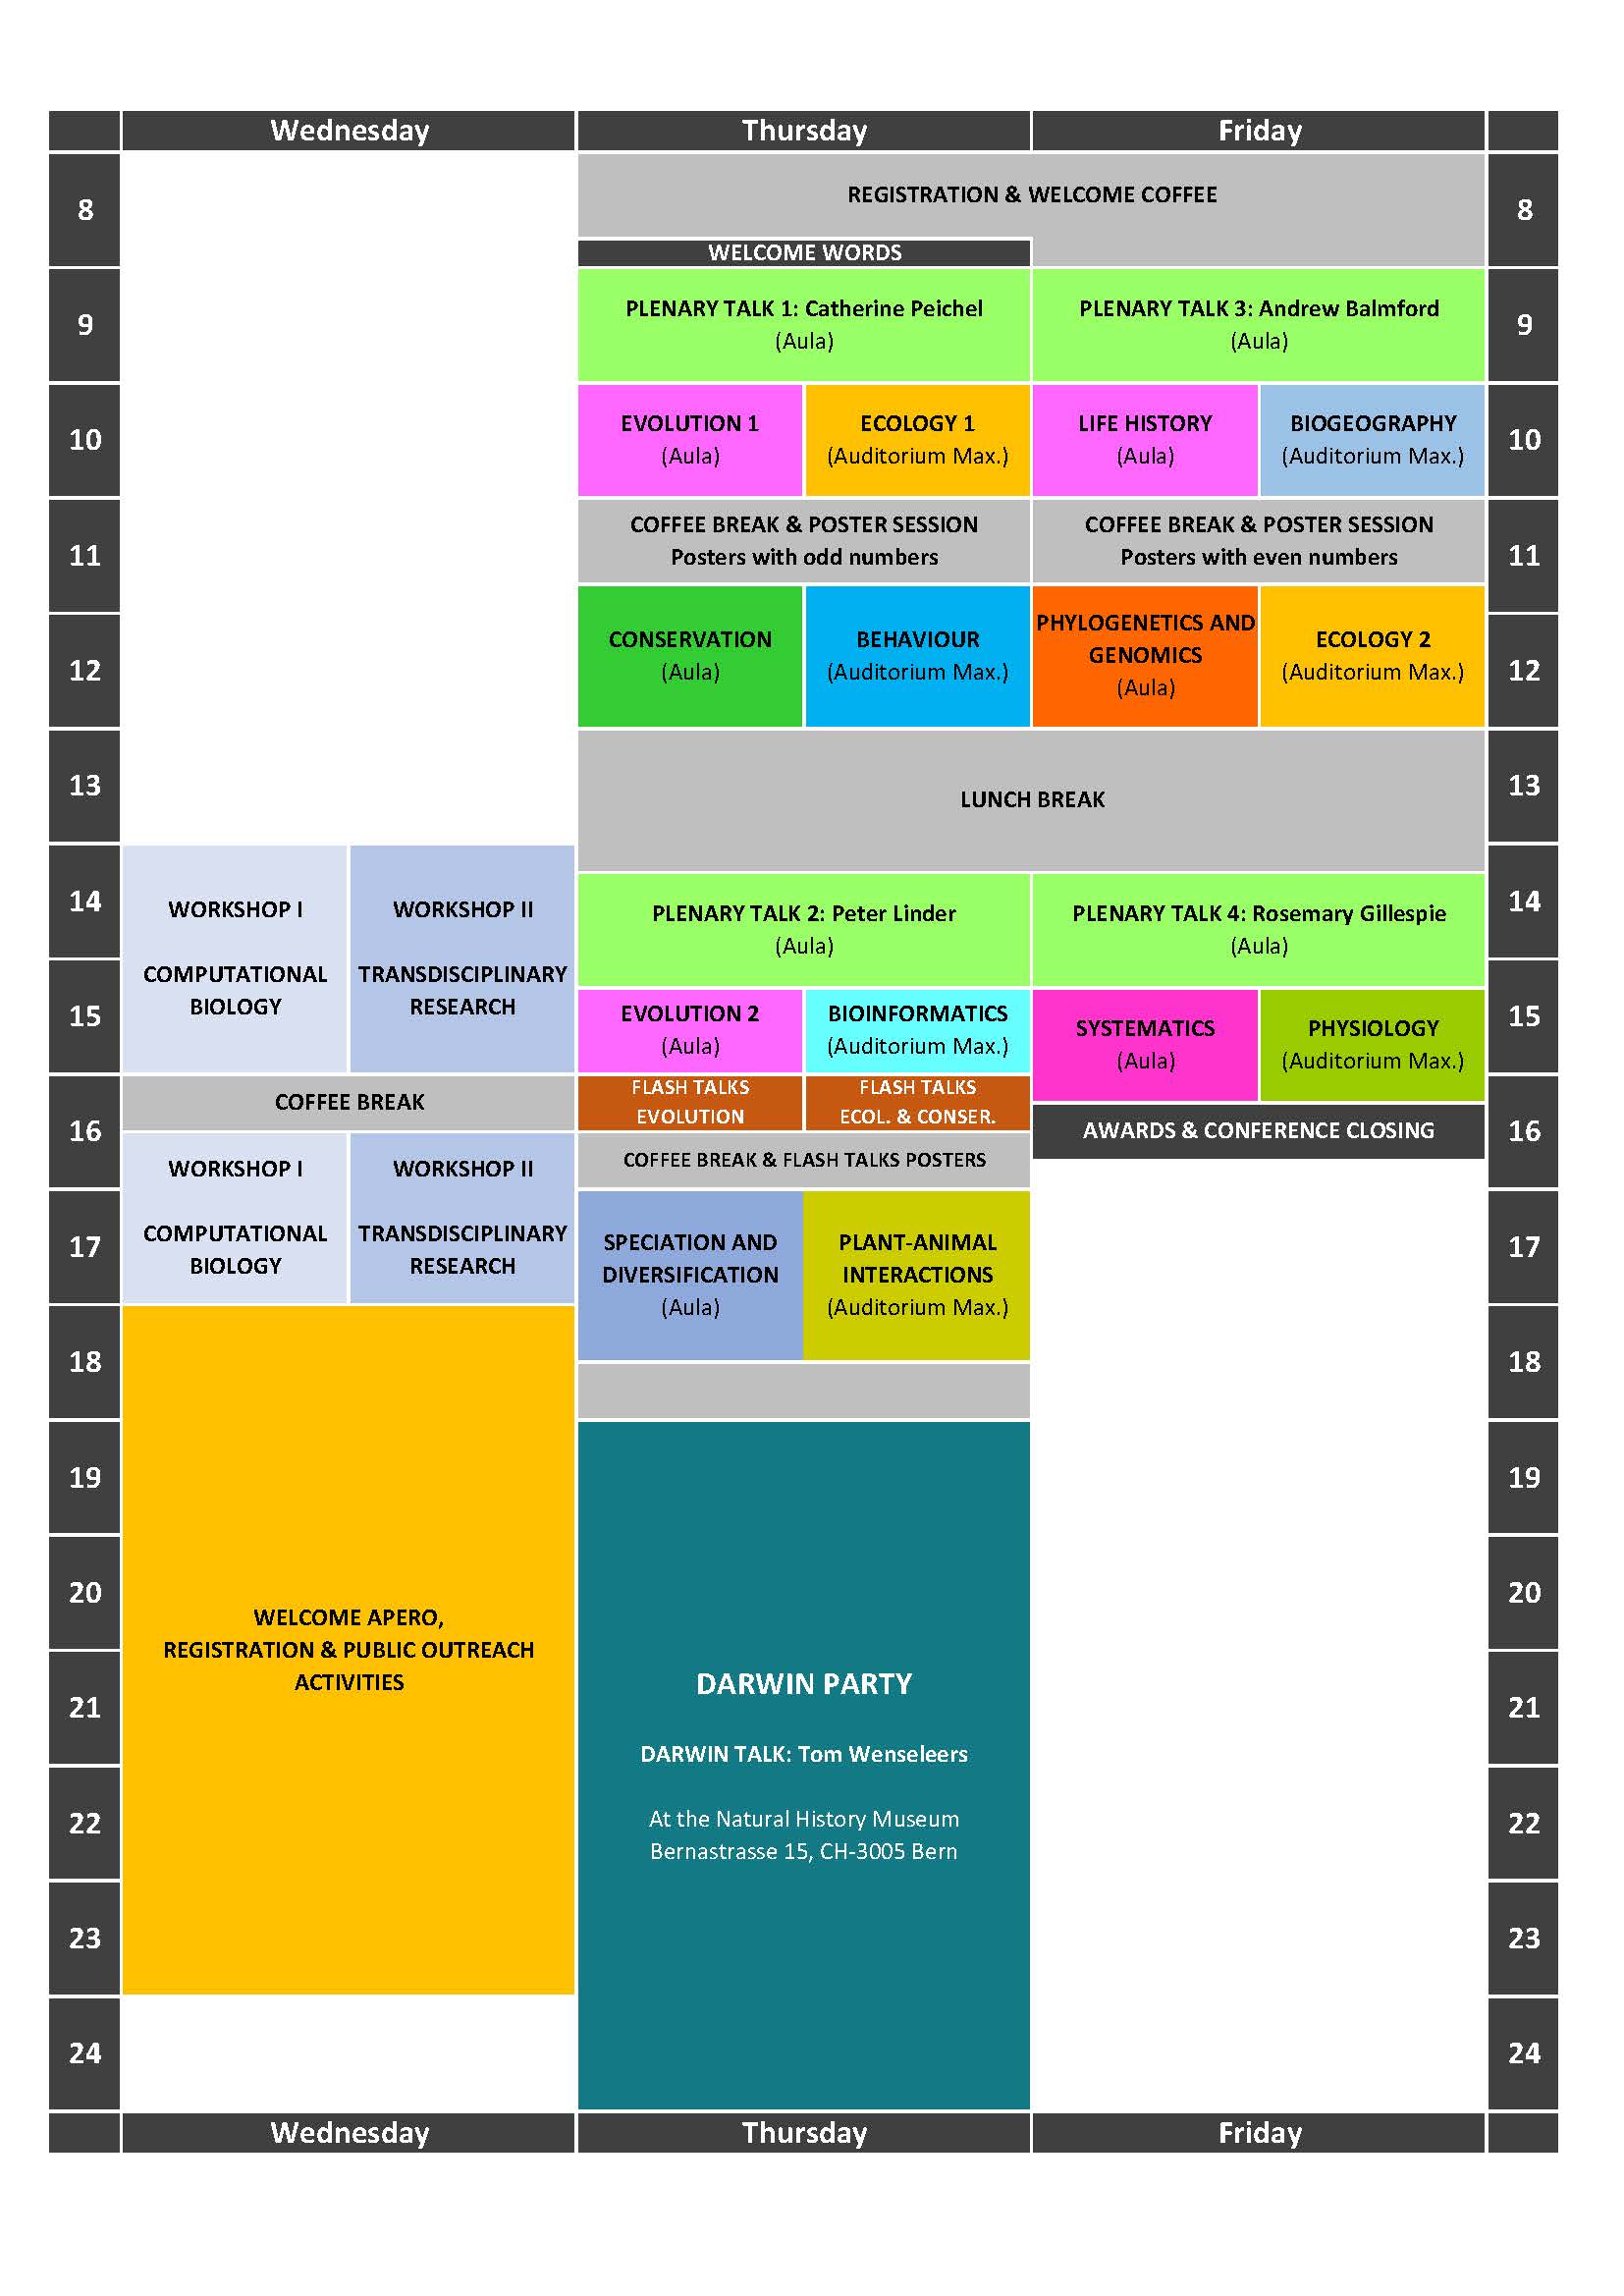 Wednesday
Thursday
Friday
8
REGISTRATION & WELCOME COFFEE
8
WELCOME WORDS
9
PLENARY TALK 1: Catherine Peichel
(Aula)
PLENARY TALK 3: Andrew Balmford
(Aula)
9
10
EVOLUTION 1
(Aula)
ECOLOGY 1
(Auditorium Max.)
LIFE HISTORY
(Aula)
BIOGEOGRAPHY
(Auditorium Max.)
10
11
COFFEE BREAK & POSTER SESSION
Posters with odd numbers
COFFEE BREAK & POSTER SESSION
Posters with even numbers
11
12
CONSERVATION
(Aula)
BEHAVIOUR
(Auditorium Max.)
PHYLOGENETICS AND
GENOMICS
(Aula)
ECOLOGY 2
(Auditorium Max.)
12
13
LUNCH BREAK
13
14
WORKSHOP I
COMPUTATIONAL
BIOLOGY
WORKSHOP II
TRANSDISCIPLINARY
RESEARCH
PLENARY TALK 2: Peter Linder
(Aula)
PLENARY TALK 4: Rosemary Gillespie
(Aula)
14
15
EVOLUTION 2
(Aula)
BIOINFORMATICS
(Auditorium Max.)
SYSTEMATICS
(Aula)
PHYSIOLOGY
(Auditorium Max.)
15
16
COFFEE BREAK
FLASH TALKS
EVOLUTION
FLASH TALKS
ECOL. & CONSER.
AWARDS & CONFERENCE CLOSING
16
COFFEE BREAK & FLASH TALKS POSTERS
WORKSHOP I
COMPUTATIONAL
BIOLOGY
WORKSHOP II
TRANSDISCIPLINARY
RESEARCH
17
SPECIATION AND
DIVERSIFICATION
(Aula)
PLANT-ANIMAL
INTERACTIONS
(Auditorium Max.)
17
18
18
19
19
20
20
WELCOME APERO,
REGISTRATION & PUBLIC OUTREACH
ACTIVITIES
21
DARWIN PARTY
DARWIN TALK: Tom Wenseleers
At the Natural History Museum
Bernastrasse 15, CH-3005 Bern
21
22
22
23
23
24
24
Wednesday
Thursday
Friday